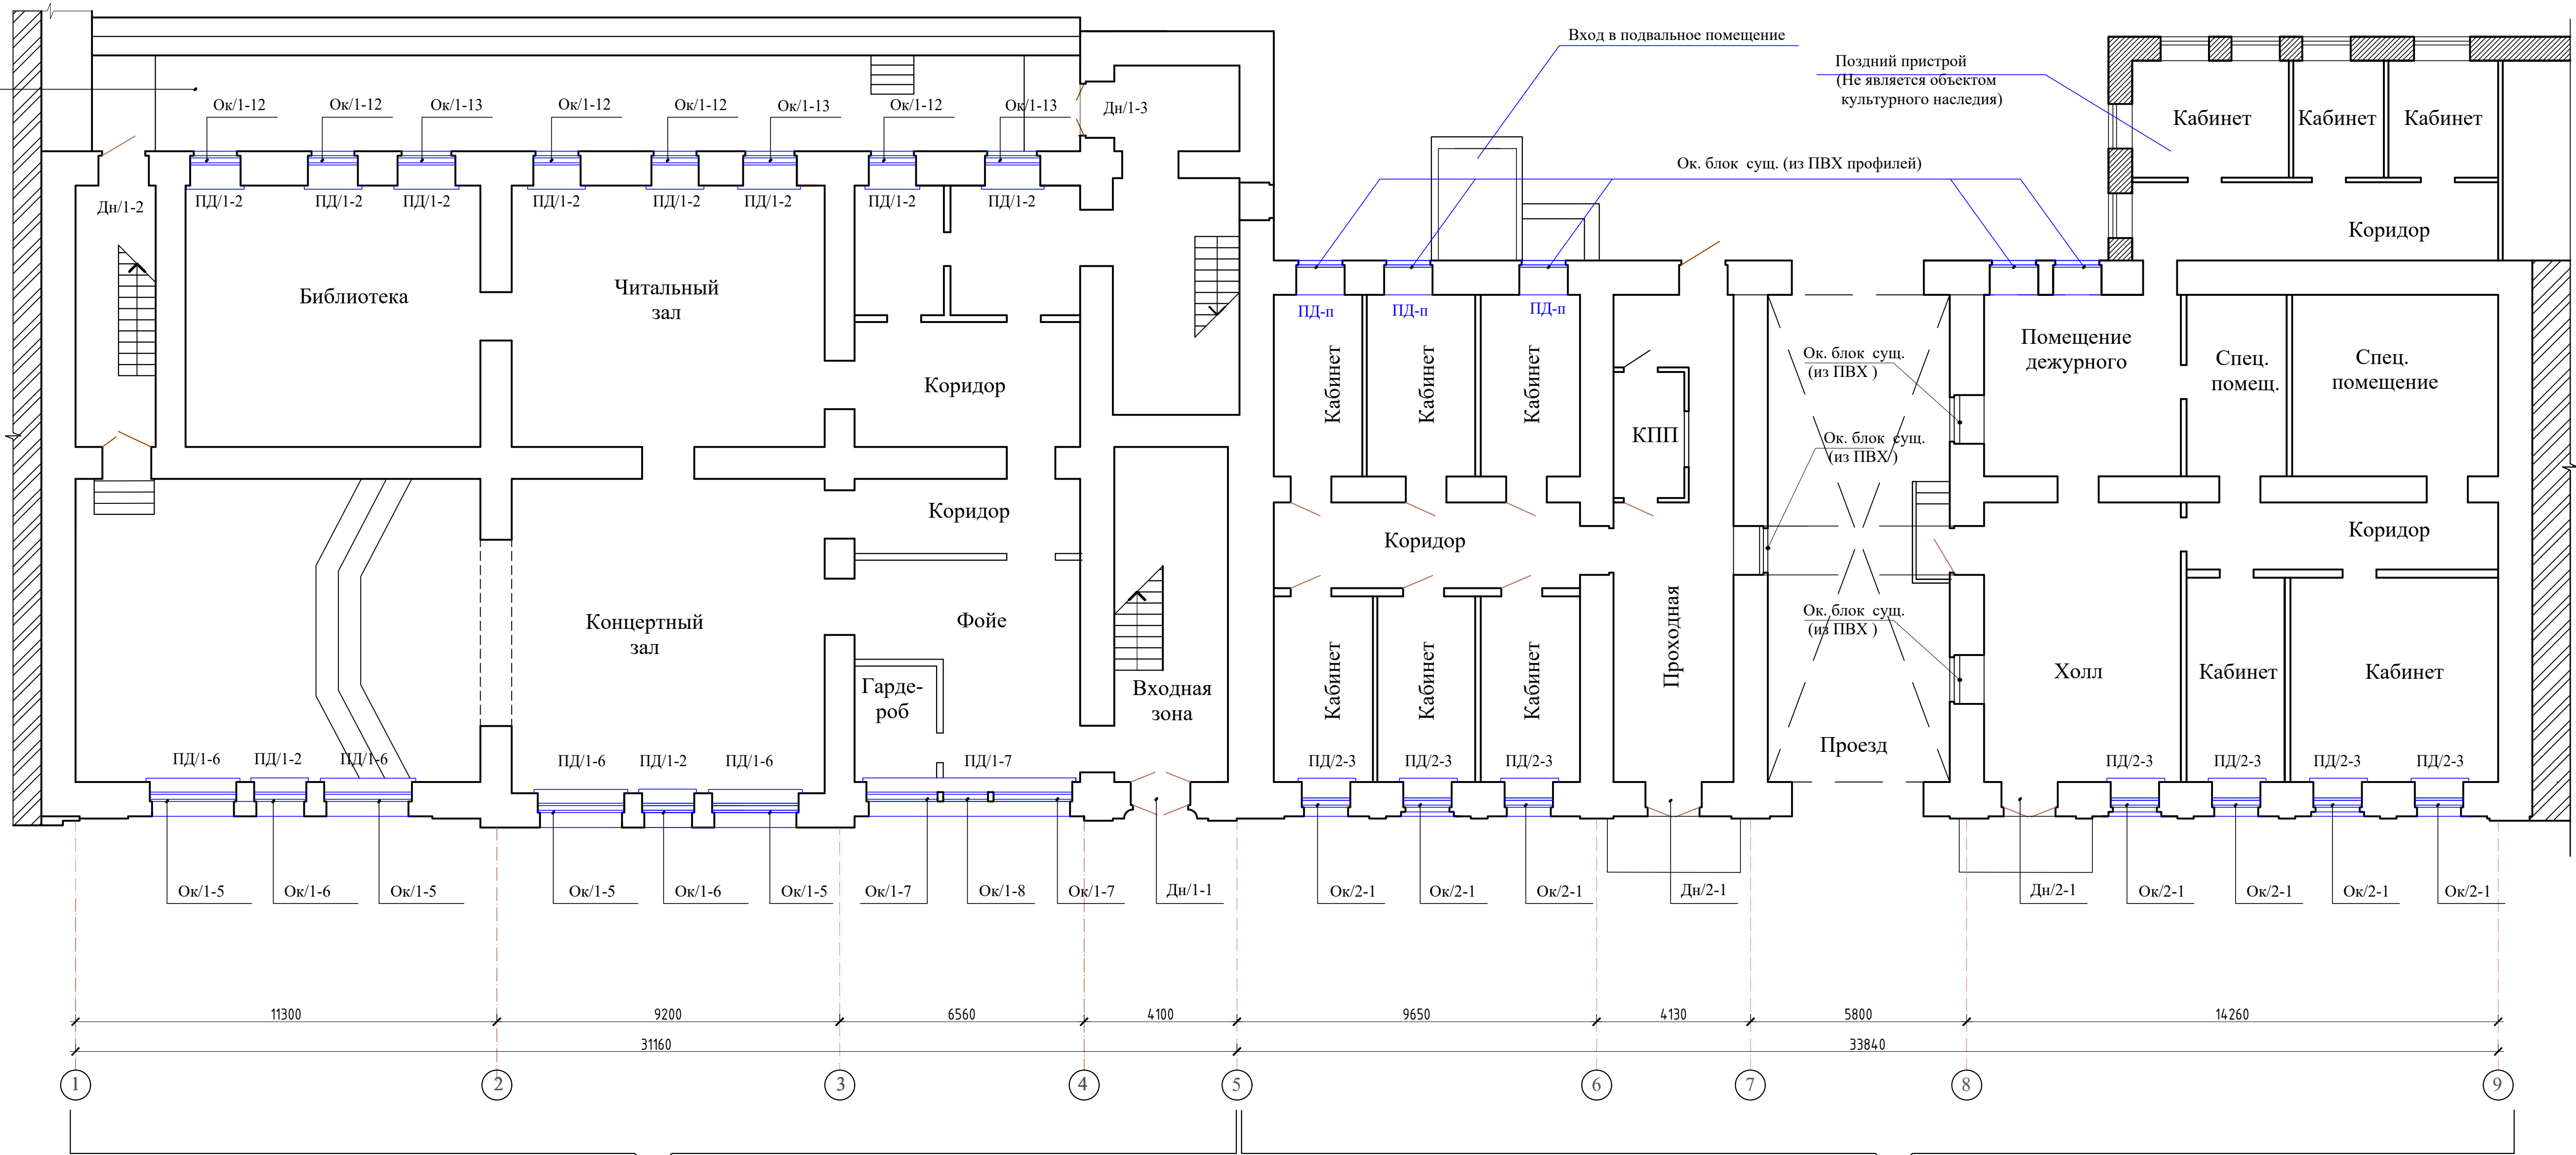 Вход в подвальное помещение
Поздний пристрой
(Не является объектом
культурного наследия)
Ок/1-12
Ок/1-12
Ок/1-13
Ок/1-12
Ок/1-12
Ок/1-13
Ок/1-12
Ок/1-13
Дн/1-3
Кабинет
Кабинет
Кабинет
Ок. блок сущ. (из ПВХ профилей)
Дн/1-2
ПД/1-2
ПД/1-2
ПД/1-2
ПД/1-2
ПД/1-2
ПД/1-2
ПД/1-2
ПД/1-2
Коридор
Библиотека
Читальный
зал
ПД-п
ПД-п
ПД-п
Коридор
Кабинет
Кабинет
Кабинет
КПП
Ок. блок сущ.
(из ПВХ )
Помещение
дежурного
Спец.
помещ.
Спец.
помещение
Ок. блок сущ.
(из ПВХ )
Коридор
Коридор
Коридор
Концертный
зал
Фойе
Гарде-
роб
Входная
зона
Кабинет
Кабинет
Кабинет
Проходная
Ок. блок сущ.
(из ПВХ )
Проезд
Холл
Кабинет
Кабинет
ПД/1-6
ПД/1-2
ПД/1-6
ПД/1-6
ПД/1-2
ПД/1-6
ПД/1-7
ПД/2-3
ПД/2-3
ПД/2-3
ПД/2-3
ПД/2-3
ПД/2-3
ПД/2-3
Ок/1-5
Ок/1-6
Ок/1-5
Ок/1-5
Ок/1-6
Ок/1-5
Ок/1-7
Ок/1-8
Ок/1-7
Дн/1-1
Ок/2-1
Ок/2-1
Ок/2-1
Дн/2-1
Дн/2-1
Ок/2-1
Ок/2-1
Ок/2-1
Ок/2-1
11300
9200
6560
4100
9650
4130
5800
14260
31160
33840
1
2
3
4
5
6
7
8
9